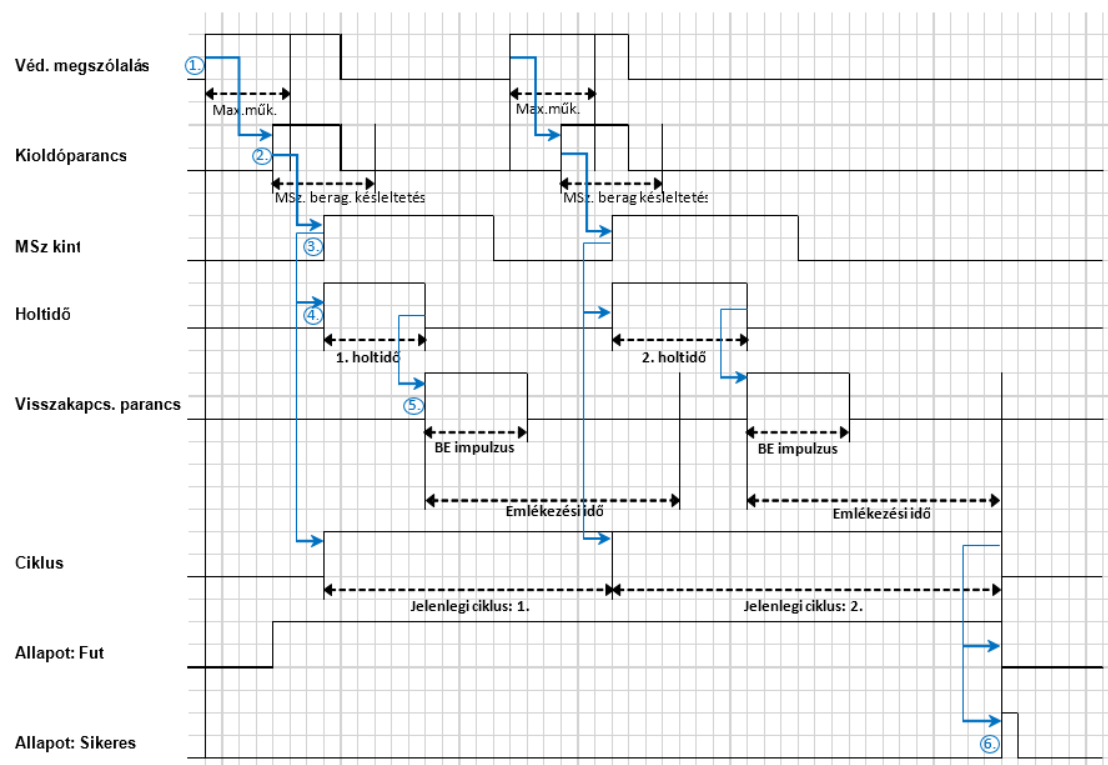 Véd. megszólalás
1.
Max.műk.
Max.műk.
Kioldóparancs
2.
MSz. berag. késleltetés
MSz. berag késleltetés
MSz kint
3.
Holtidő
4.
1. holtidő
2. holtidő
Visszakapcs. parancs
5.
BE impulzus
BE impulzus
Emlékezési idő
Emlékezési idő
Ciklus
Jelenlegi ciklus: 1.
Jelenlegi ciklus: 2.
Allapot: Fut
Allapot: Sikeres
6.